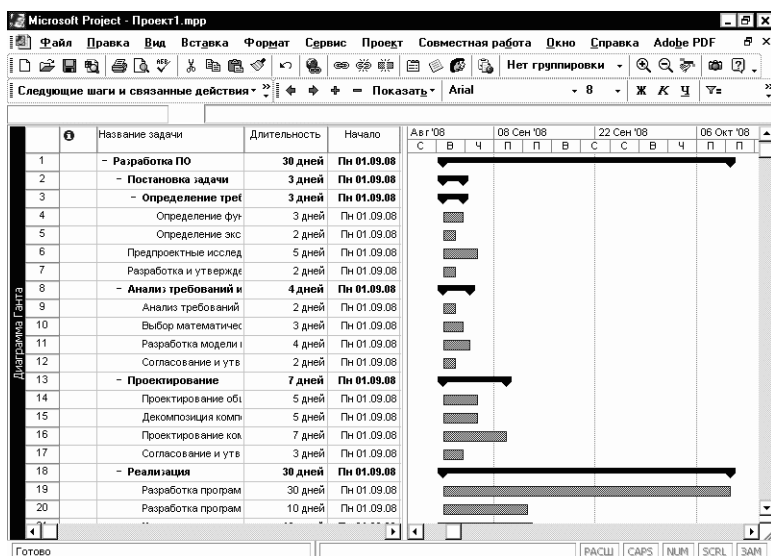 Microsoft Project - Проект1.mpp
Файл Правка Вид Вставка Формат Сервис Проект Совместная работа Окно Справка Adobe PDF
Нет группировки
Следующие шаги и связанные действия Показать Arial 8 Ж К Ч
Название задачи Длительность Начало Авг '08 08 Сен '08 22 Сен '08 06 Окт '08
С В Ч П П В С С В Ч П П
1 Разработка ПО 30 дней Пн 01.09.08
2 Постановка задачи 3 дней Пн 01.09.08
3 Определение треб 3 дней Пн 01.09.08
4 Определение фун 3 дней Пн 01.09.08
5 Определение экс 2 дней Пн 01.09.08
6 Предпроектные исслед 5 дней Пн 01.09.08
7 Разработка и утвержде 2 дней Пн 01.09.08
8 Анализ требований и 4 дней Пн 01.09.08
9 Анализ требований 2 дней Пн 01.09.08
10 Выбор математичес 3 дней Пн 01.09.08
11 Разработка модели 4 дней Пн 01.09.08
12 Согласование и утв 2 дней Пн 01.09.08
13 Проектирование 7 дней Пн 01.09.08
14 Проектирование общ 5 дней Пн 01.09.08
15 Декомпозиция комп 5 дней Пн 01.09.08
16 Проектирование ком 7 дней Пн 01.09.08
17 Согласование и утв 3 дней Пн 01.09.08
18 Реализация 30 дней Пн 01.09.08
19 Разработка програм 30 дней Пн 01.09.08
20 Разработка програм 10 дней Пн 01.09.08
Диаграмма Ганта
Готово РАСШ CAPS NUM SCRL ЗАМ